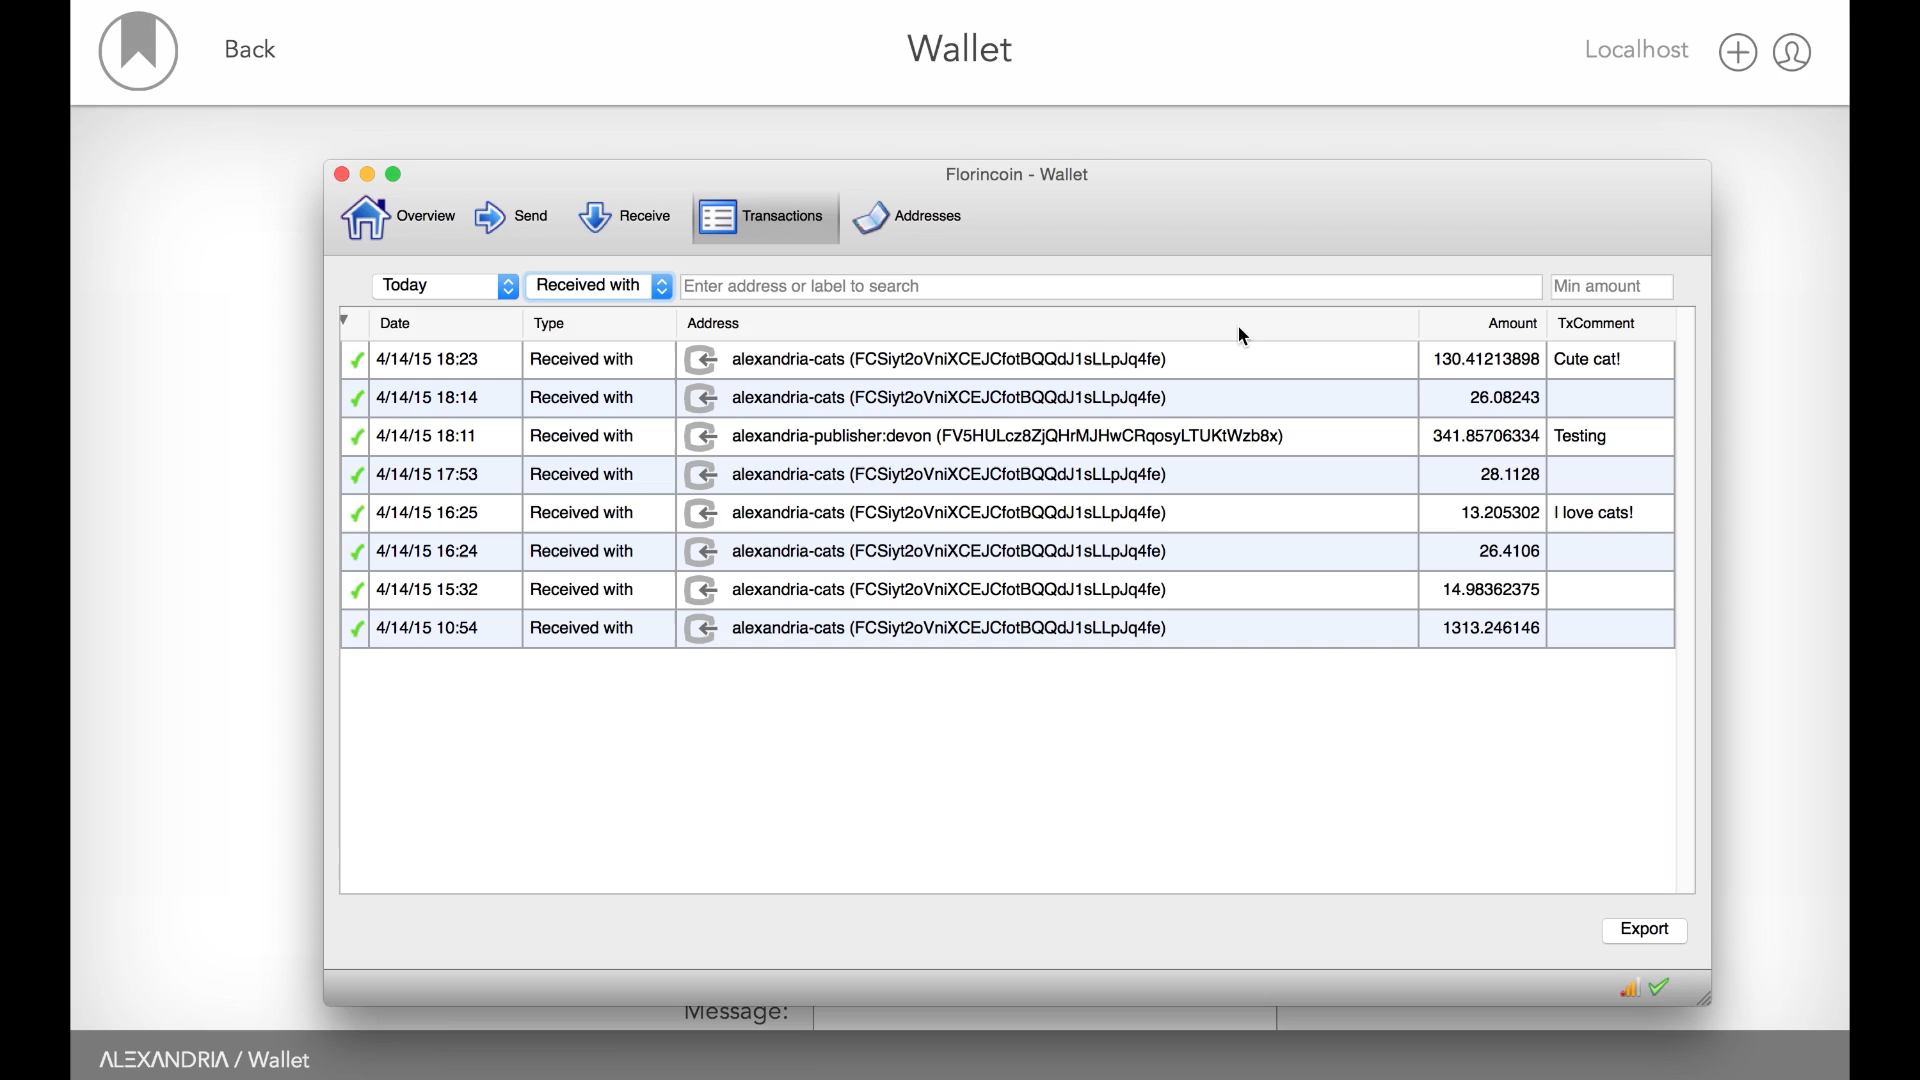 Back
Wallet
Localhost
Florincoin - Wallet
Overview Send Receive Transactions Addresses
Today Received with Enter address or label to search Min amount
Date Type Address Amount TxComment
4/14/15 18:23 Received with alexandria-cats (FCSiyt2oVniXCEJCfotBQQdJ1sLLpJq4fe) 130.41213898 Cute cat!
4/14/15 18:14 Received with alexandria-cats (FCSiyt2oVniXCEJCfotBQQdJ1sLLpJq4fe) 26.08243
4/14/15 18:11 Received with alexandria-publisher:devon (FV5HULcz8ZjQHrMJHwCRqosyLTUKtWzb8x) 341.85706334 Testing
4/14/15 17:53 Received with alexandria-cats (FCSiyt2oVniXCEJCfotBQQdJ1sLLpJq4fe) 28.1128
4/14/15 16:25 Received with alexandria-cats (FCSiyt2oVniXCEJCfotBQQdJ1sLLpJq4fe) 13.205302 I love cats!
4/14/15 16:24 Received with alexandria-cats (FCSiyt2oVniXCEJCfotBQQdJ1sLLpJq4fe) 26.4106
4/14/15 15:32 Received with alexandria-cats (FCSiyt2oVniXCEJCfotBQQdJ1sLLpJq4fe) 14.98362375
4/14/15 10:54 Received with alexandria-cats (FCSiyt2oVniXCEJCfotBQQdJ1sLLpJq4fe) 1313.246146
Export
Message:
ALEXANDRIA / Wallet